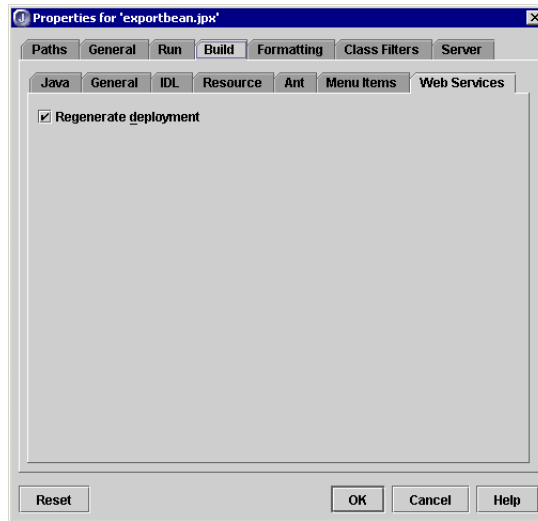 Properties for 'exportbean.jpx'
Paths General Run Build Formatting Class Filters Server
Java General IDL Resource Ant Menu Items Web Services
Regenerate deployment
Reset OK Cancel Help